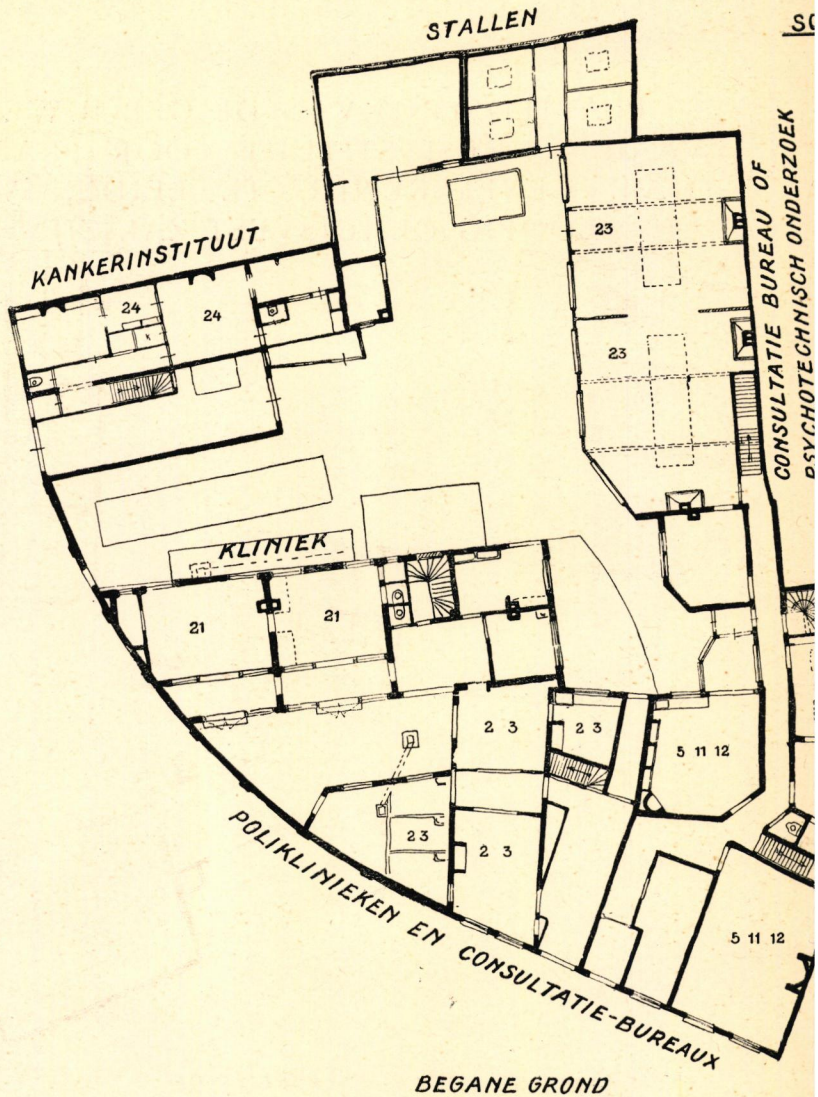 STALLEN
KANKERINSTITUUT
24
24
23
23
CONSULTATIE BUREAU OF
PSYCHOTECHNISCH ONDERZOEK
KLINIEK
21
21
2 3
2 3
5 11 12
2 3
2 3
5 11 12
POLIKLINIEKEN EN CONSULTATIE-BUREAUX
BEGANE GROND